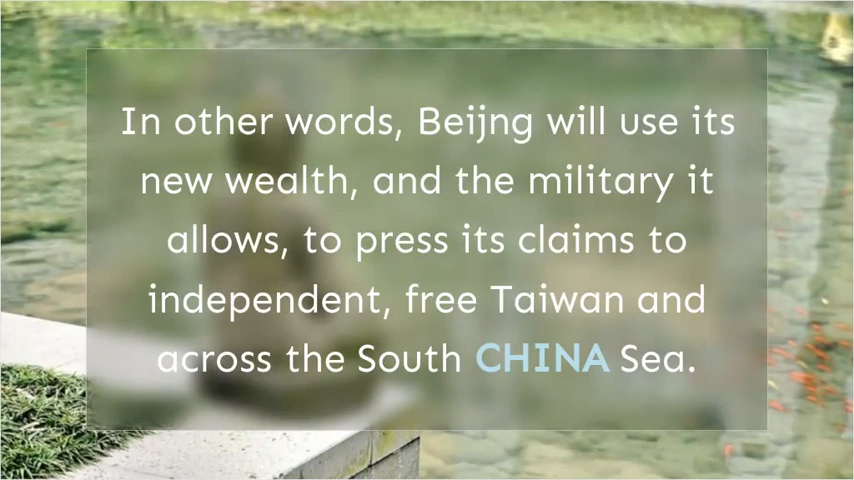 In other words, Beijng will use its
new wealth, and the military it
allows, to press its claims to
independent, free Taiwan and
across the South CHINA Sea.